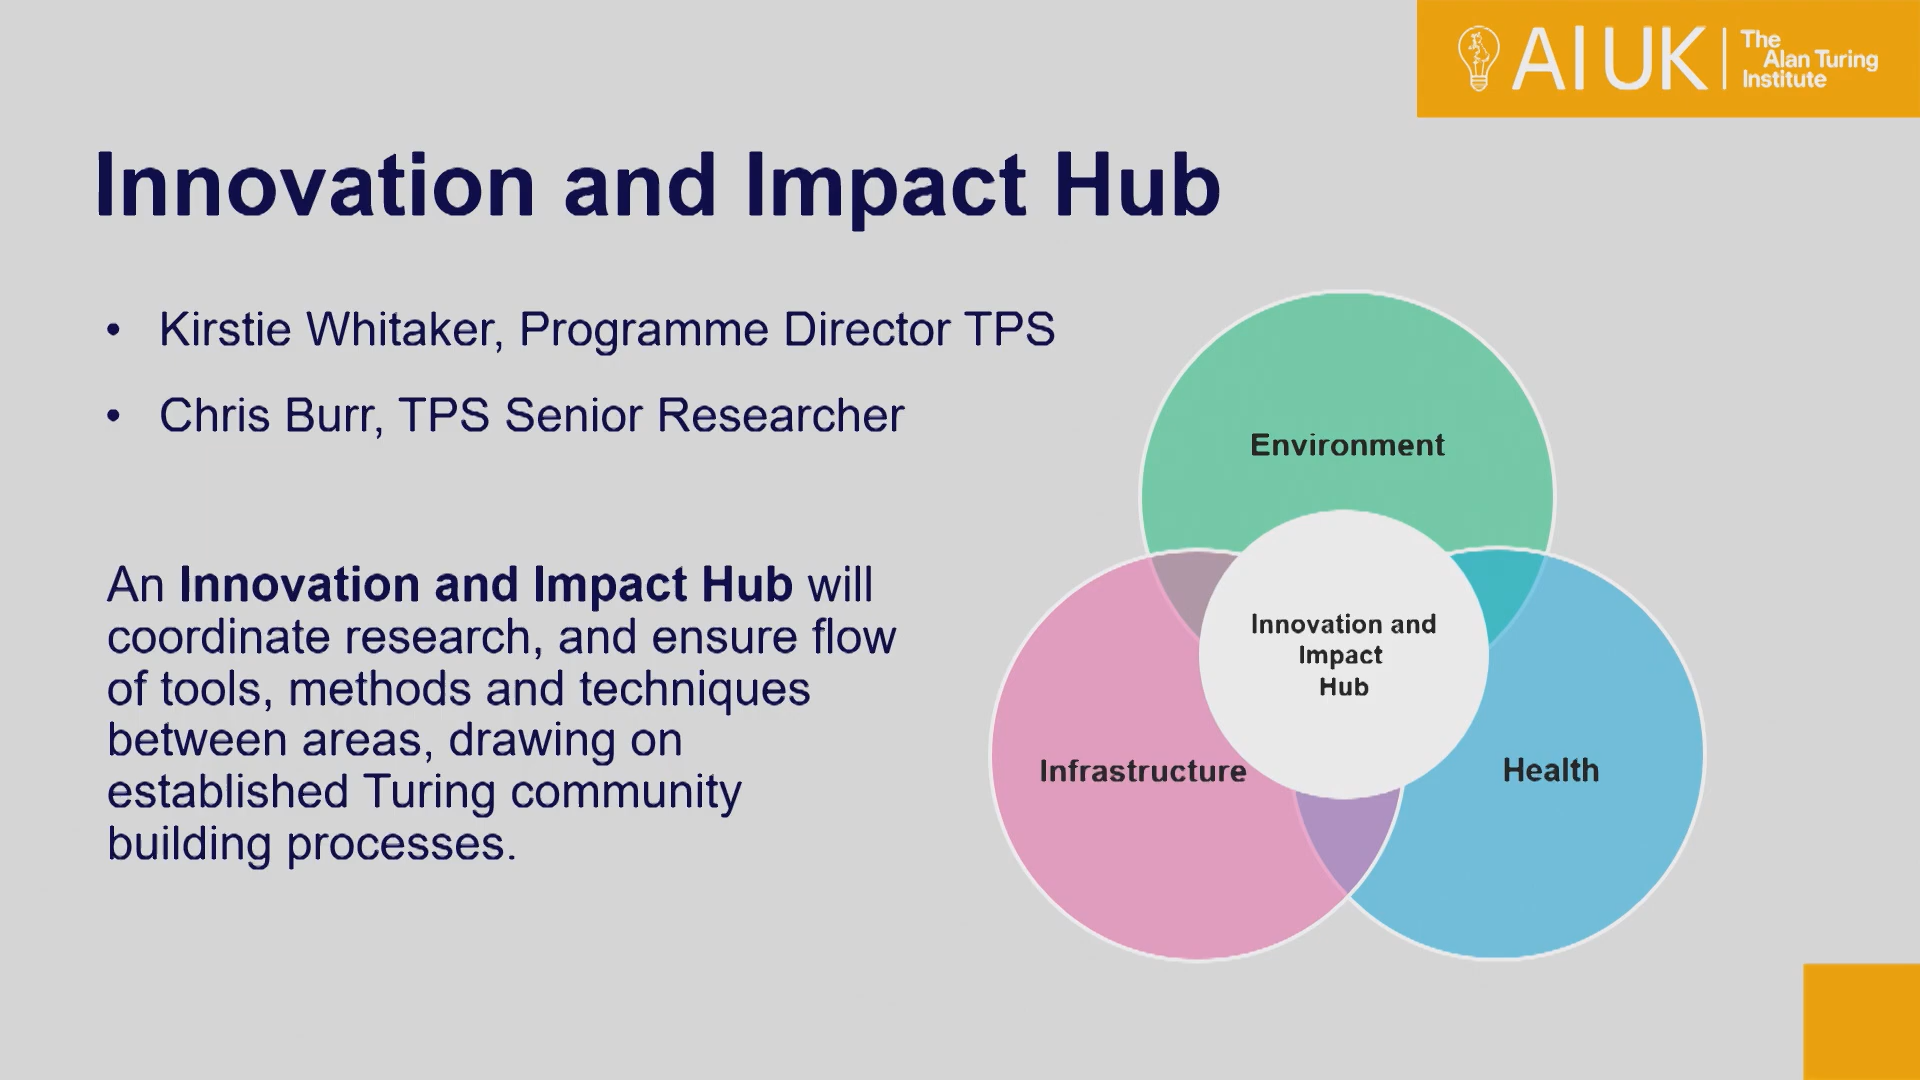 AI UK
The
Alan Turing
Institute
Innovation and Impact Hub
• Kirstie Whitaker, Programme Director TPS
• Chris Burr, TPS Senior Researcher
An Innovation and Impact Hub will
coordinate research, and ensure flow
of tools, methods and techniques
between areas, drawing on
established Turing community
building processes.
Environment
Innovation and
Impact
Hub
Infrastructure
Health